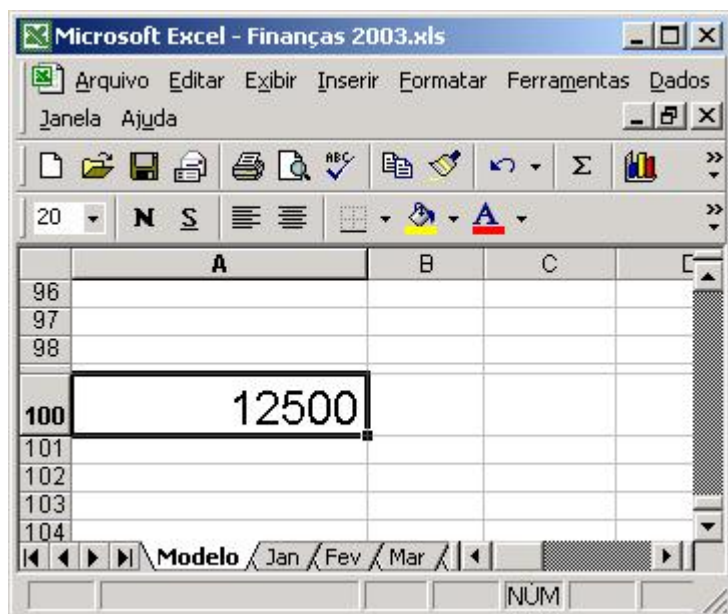 Microsoft Excel - Finanças 2003.xls
Arquivo Editar Exibir Inserir Formatar Ferramentas Dados
Janela Ajuda
ABC Σ
20 N S A
A B C D
96
97
98
100 12500
101
102
103
104
Modelo Jan Fev Mar
NÚM